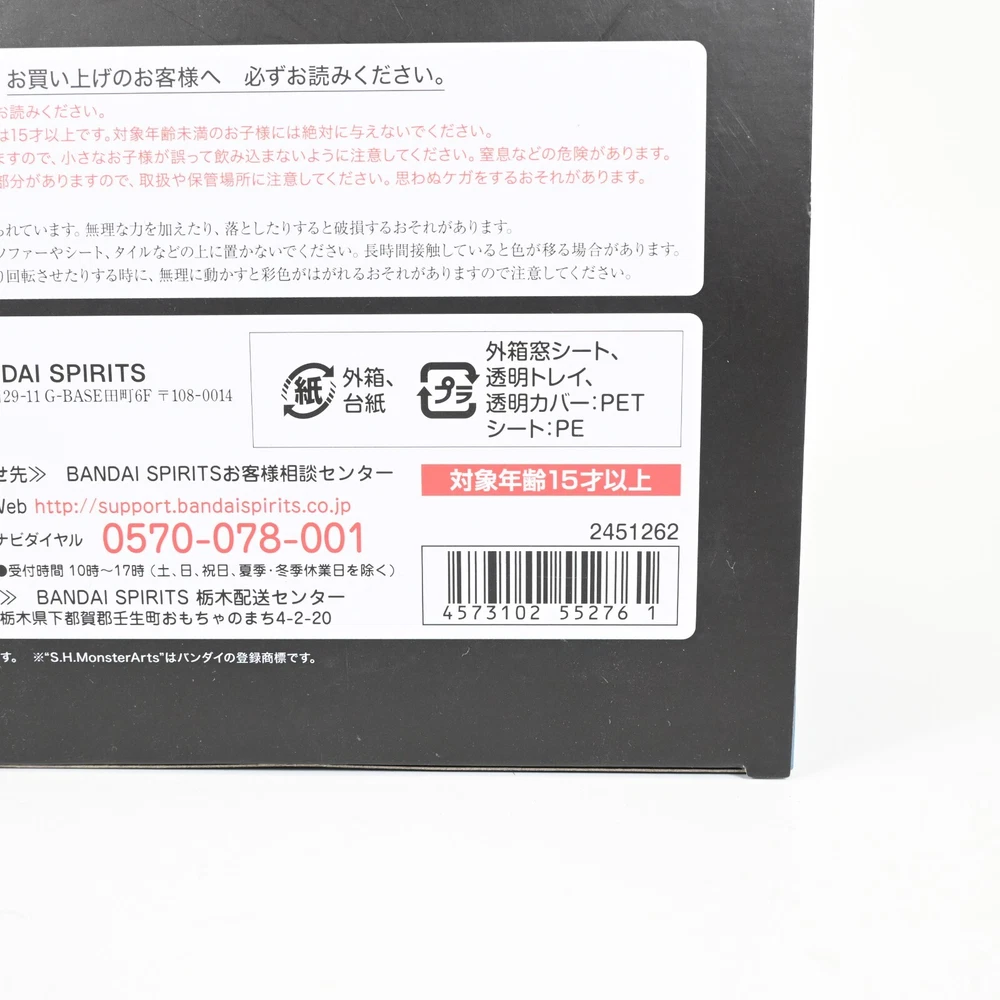 お買い上げのお客様へ 必ずお読みください。
お読みください。
は15才以上です。対象年齢未満のお子様には絶対に与えないでください。
ますので、小さなお子様が誤って飲み込まないように注意してください。窒息などの危険があります。
部分がありますので、取扱や保管場所に注意してください。思わぬケガをするおそれがあります。
られています。無理な力を加えたり、落としたりすると破損するおそれがあります。
ソファーやシート、タイルなどの上に置かないでください。長時間接触していると色が移る場合があります。
り回転させたりする時に、無理に動かすと彩色がはがれるおそれがありますので注意してください。
DAI SPIRITS
29-11 G-BASE田町6F 〒108-0014
紙 外箱、
台紙
プラ 外箱窓シート、
透明トレイ、
透明カバー:PET
シート:PE
せ先≫ BANDAI SPIRITSお客様相談センター
Web http://support.bandaispirits.co.jp
ナビダイヤル 0570-078-001
●受付時間 10時～17時 (土、日、祝日、夏季・冬季休業日を除く)
≫ BANDAI SPIRITS 栃木配送センター
栃木県下都賀郡壬生町おもちゃのまち4-2-20
対象年齢15才以上
2451262
4573102 55276 1
す。 ※“S.H.MonsterArts”はバンダイの登録商標です。